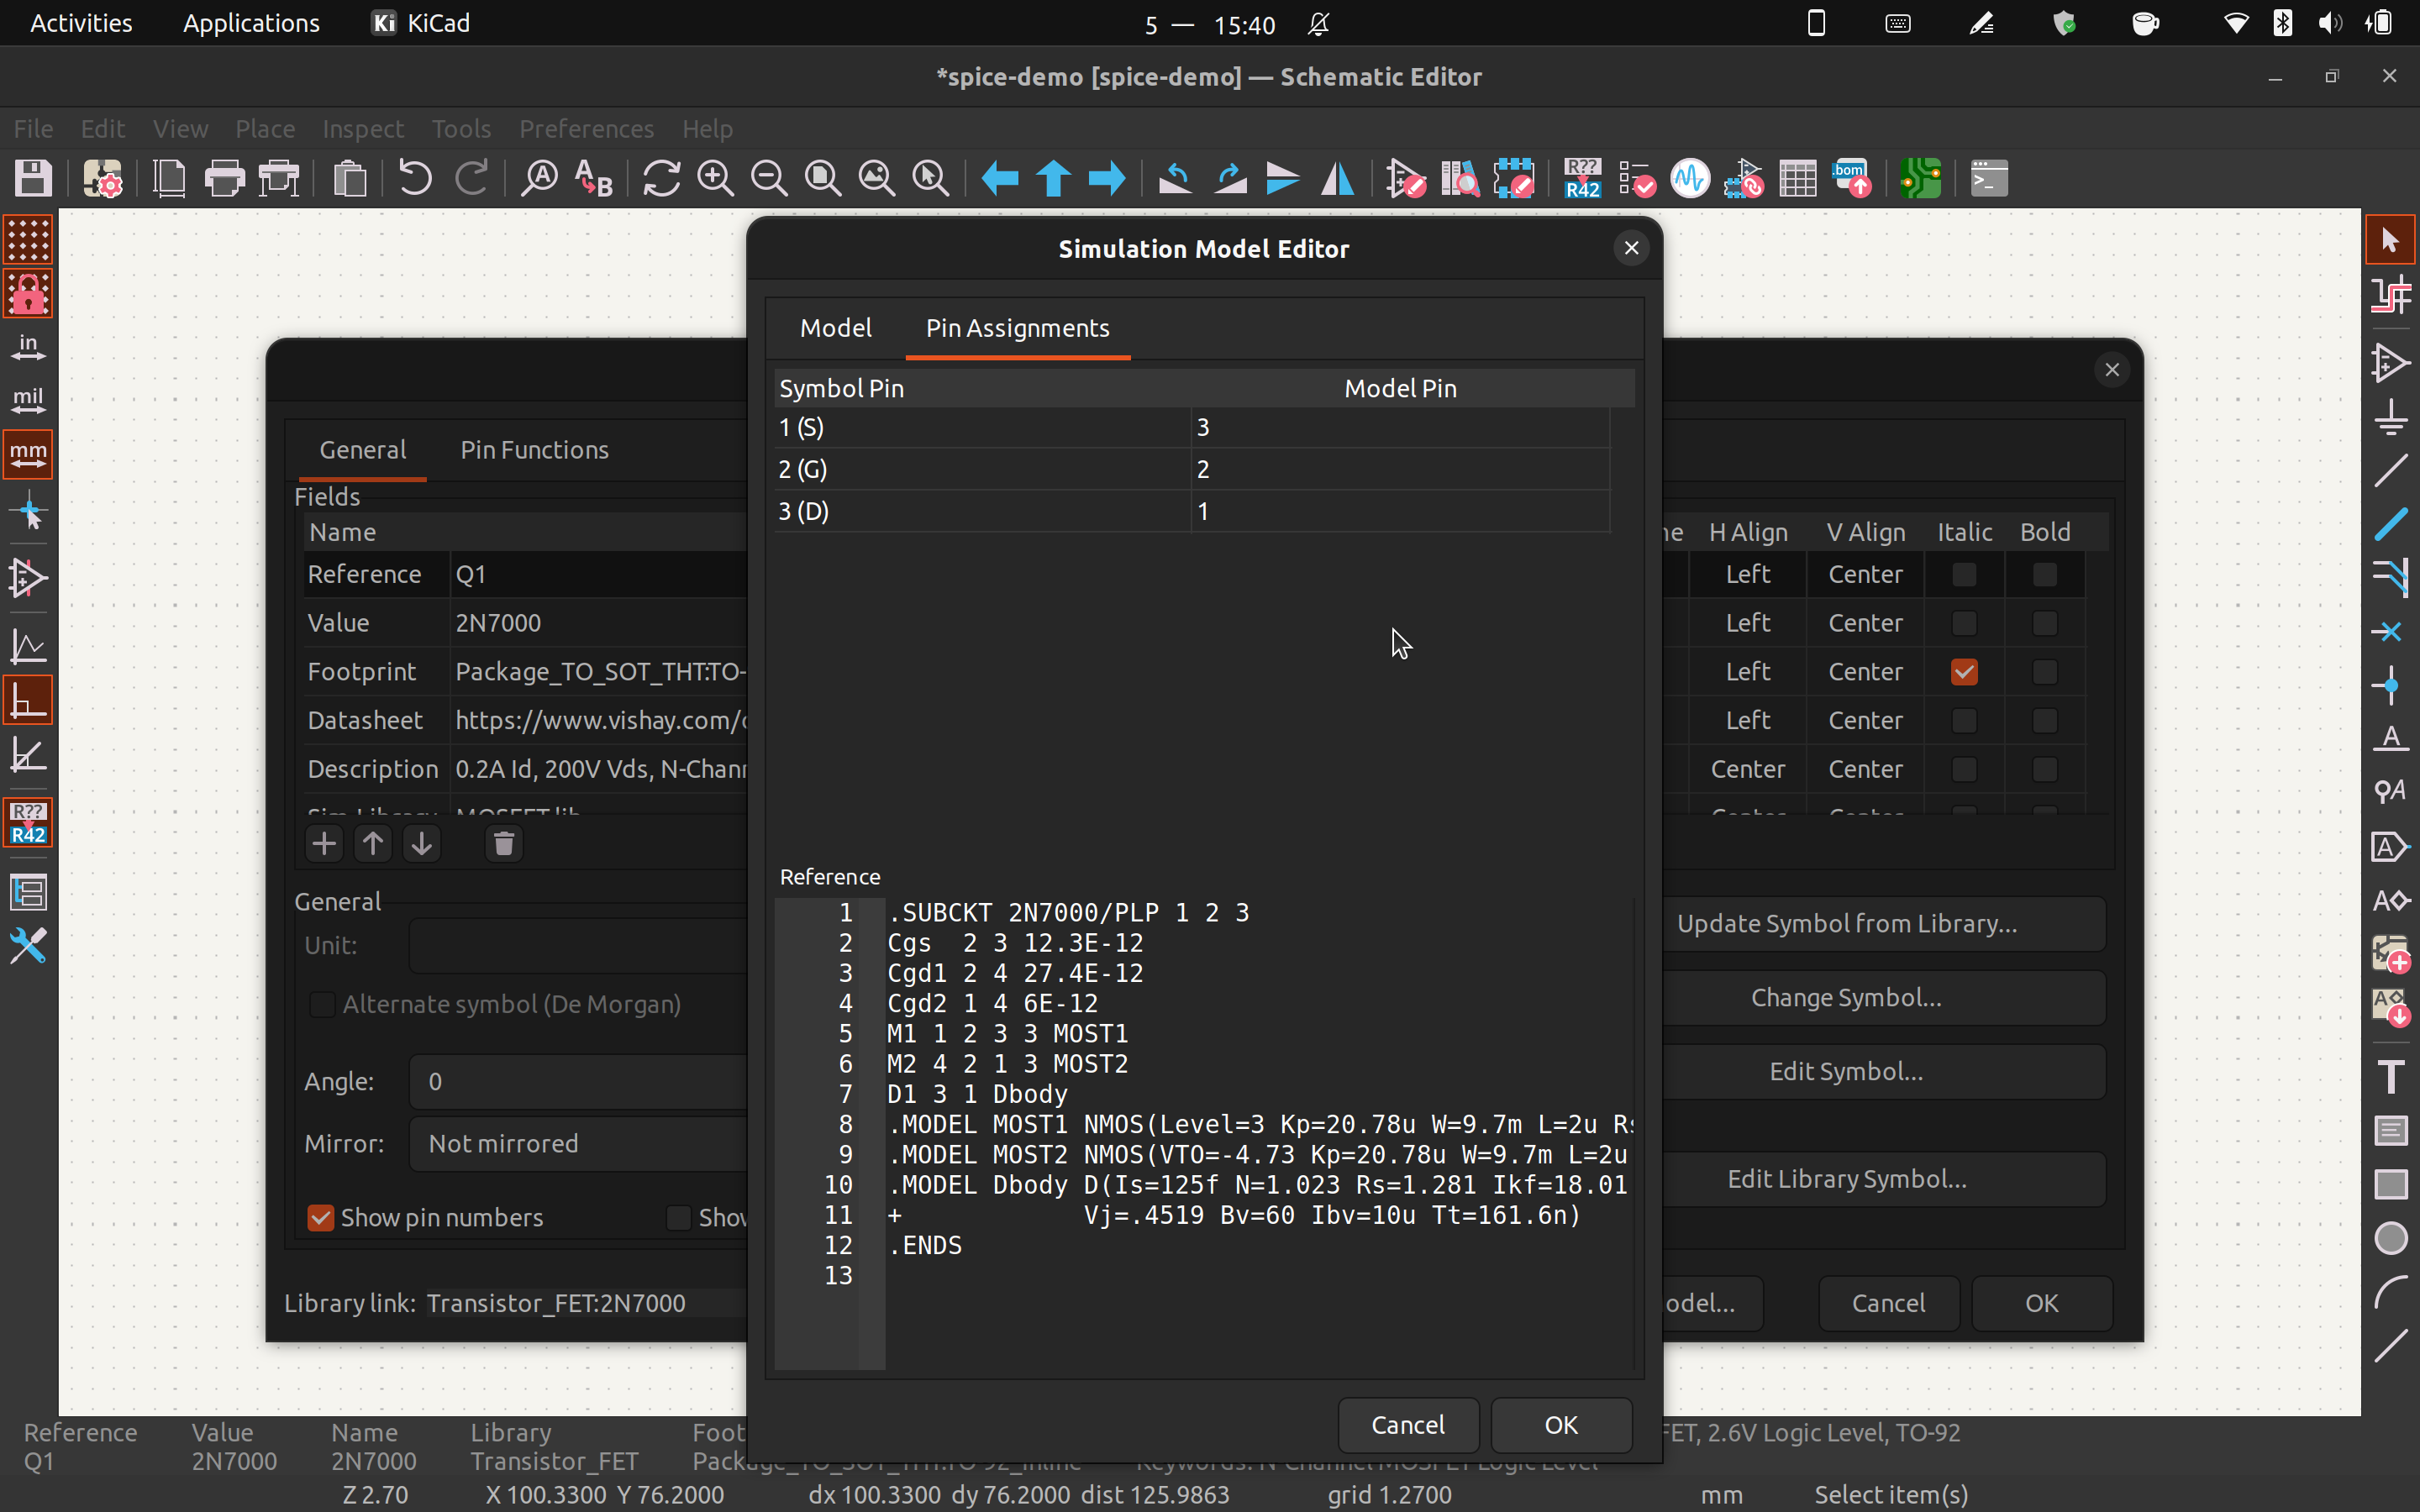 Activities Applications KiCad 5 — 15:40
*spice-demo [spice-demo] — Schematic Editor
File Edit View Place Inspect Tools Preferences Help
Simulation Model Editor
Model Pin Assignments
Symbol Pin Model Pin
1 (S) 3
2 (G) 2
3 (D) 1
Reference
1 .SUBCKT 2N7000/PLP 1 2 3
2 Cgs 2 3 12.3E-12
3 Cgd1 2 4 27.4E-12
4 Cgd2 1 4 6E-12
5 M1 1 2 3 3 MOST1
6 M2 4 2 1 3 MOST2
7 D1 3 1 Dbody
8 .MODEL MOST1 NMOS(Level=3 Kp=20.78u W=9.7m L=2u
9 .MODEL MOST2 NMOS(VTO=-4.73 Kp=20.78u W=9.7m L=2u
10 .MODEL Dbody D(Is=125f N=1.023 Rs=1.281 Ikf=18.01
11 + Vj=.4519 Bv=60 Ibv=10u Tt=161.6n)
12 .ENDS
13
Cancel OK
General Pin Functions
Fields
Name H Align V Align Italic Bold
Reference Q1 Left Center
Value 2N7000 Left Center
Footprint Package_TO_SOT_THT:TO- Left Center
Datasheet https://www.vishay.com/ Left Center
Description 0.2A Id, 200V Vds, N-Chann Center Center
General
Unit:
Alternate symbol (De Morgan)
Angle: 0
Mirror: Not mirrored
Show pin numbers Show
Update Symbol from Library...
Change Symbol...
Edit Symbol...
Edit Library Symbol...
Library link: Transistor_FET:2N7000 odel... Cancel OK
in
mil
mm
R??
R42
Reference Value Name Library Foot FET, 2.6V Logic Level, TO-92
Q1 2N7000 2N7000 Transistor_FET
Z 2.70 X 100.3300 Y 76.2000 dx 100.3300 dy 76.2000 dist 125.9863 grid 1.2700 mm Select item(s)